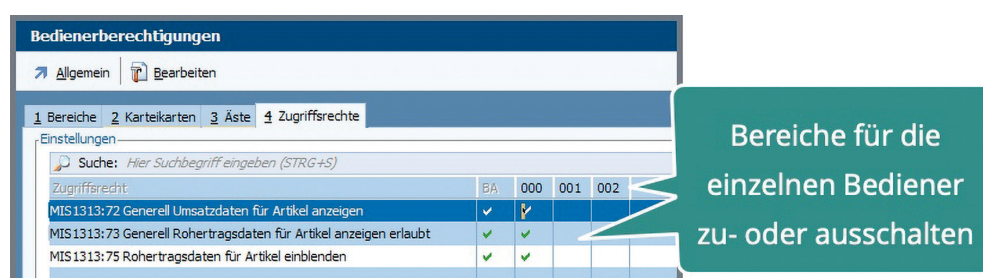 Bedienerberechtigungen
Allgemein Bearbeiten
1 Bereiche 2 Karteikarten 3 Äste 4 Zugriffsrechte
Einstellungen
Suche: Hier Suchbegriff eingeben (STRG+S)
Zugriffsrecht BA 000 001 002
MIS1313:72 Generell Umsatzdaten für Artikel anzeigen
MIS1313:73 Generell Rohertragsdaten für Artikel anzeigen erlaubt
MIS1313:75 Rohertragsdaten für Artikel einblenden
Bereiche für die
einzelnen Bediener
zu- oder ausschalten